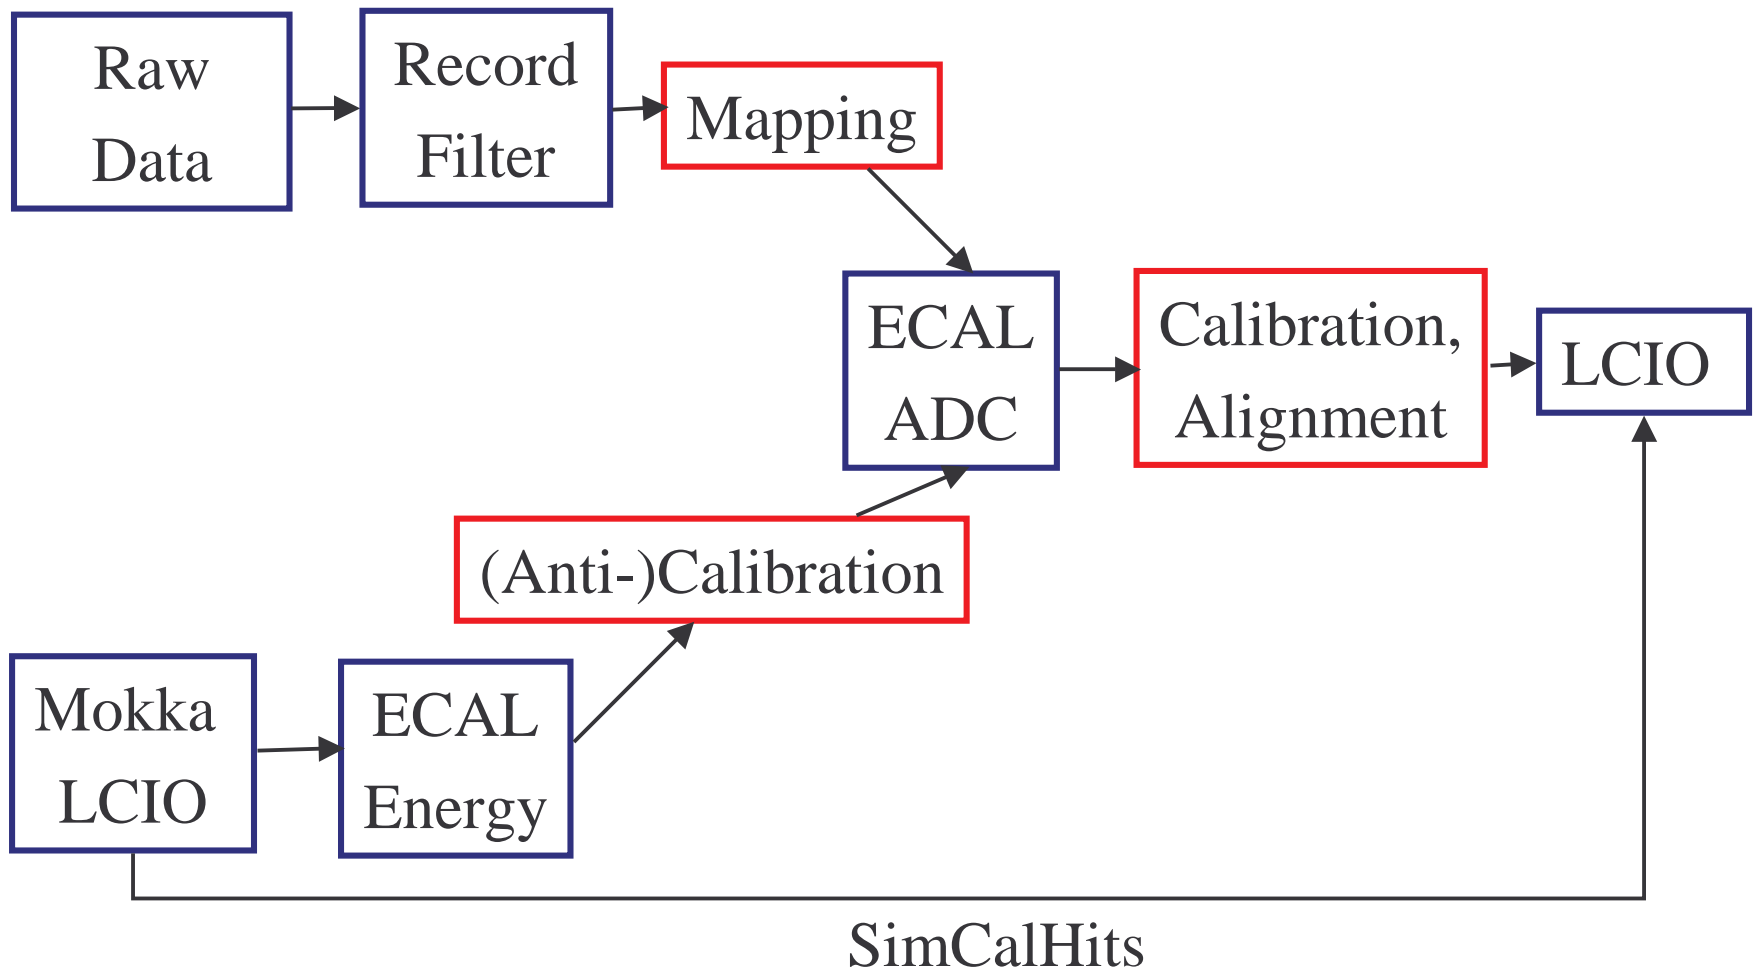 Raw
Data
Record
Filter
Mapping
ECAL
ADC
Calibration,
Alignment
LCIO
(Anti-)Calibration
Mokka
LCIO
ECAL
Energy
SimCalHits